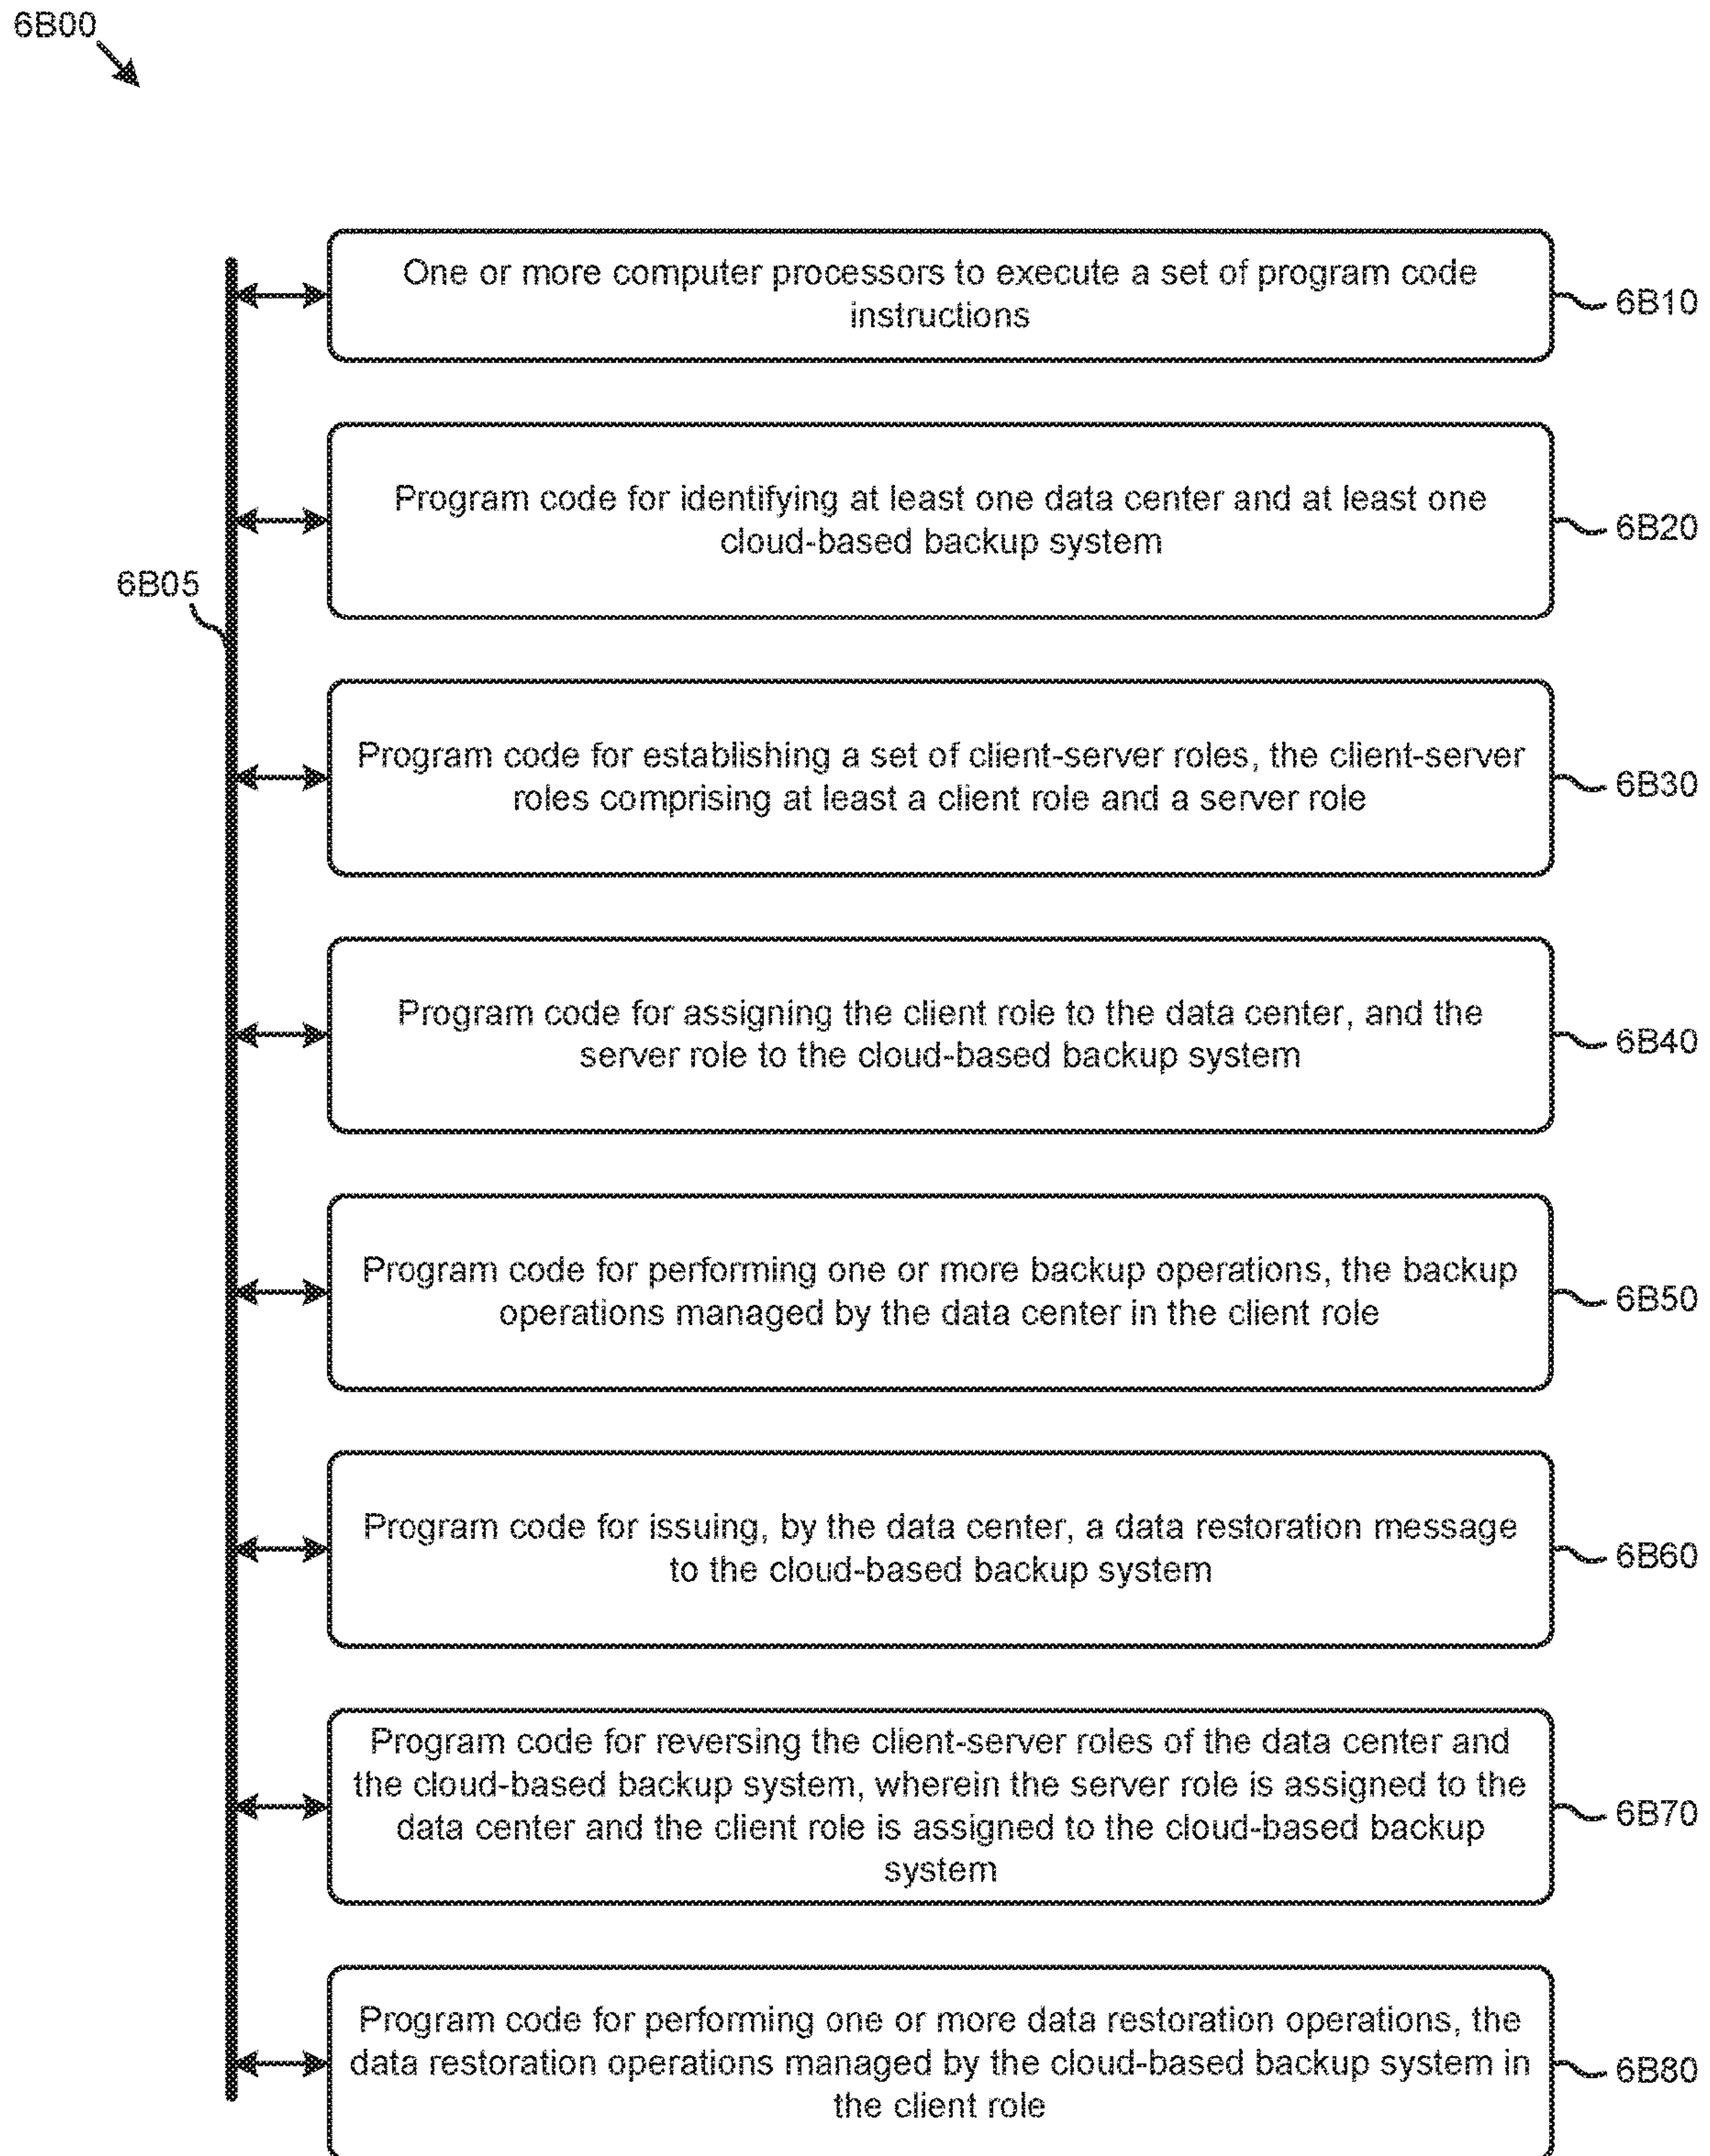 6B00
One or more computer processors to execute a set of program code
instructions
6B10
Program code for identifying at least one data center and at least one
cloud-based backup system
6B20
6B05
Program code for establishing a set of client-server roles, the client-server
roles comprising at least a client role and a server role
6B30
Program code for assigning the client role to the data center, and the
server role to the cloud-based backup system
6B40
Program code for performing one or more backup operations, the backup
operations managed by the data center in the client role
6B50
Program code for issuing, by the data center, a data restoration message
to the cloud-based backup system
6B60
Program code for reversing the client-server roles of the data center and
the cloud-based backup system, wherein the server role is assigned to the
data center and the client role is assigned to the cloud-based backup
system
6B70
Program code for performing one or more data restoration operations, the
data restoration operations managed by the cloud-based backup system in
the client role
6B80